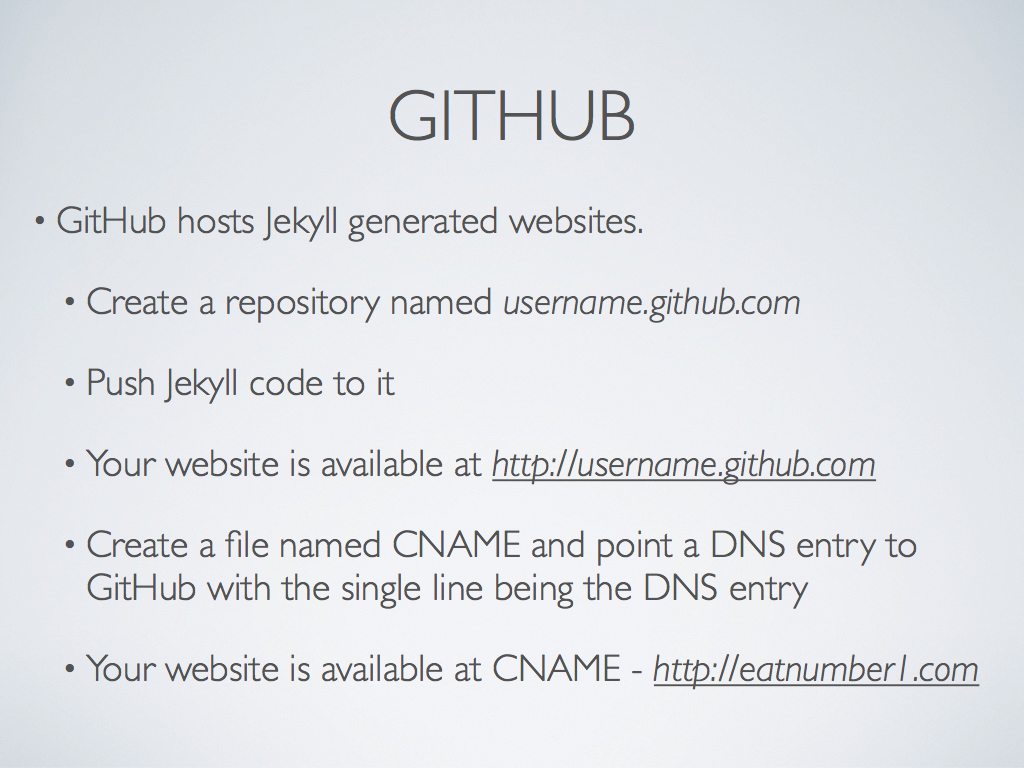 GITHUB
• GitHub hosts Jekyll generated websites.
• Create a repository named username.github.com
• Push Jekyll code to it
• Your website is available at http://username.github.com
• Create a file named CNAME and point a DNS entry to
GitHub with the single line being the DNS entry
• Your website is available at CNAME - http://eatnumber1.com